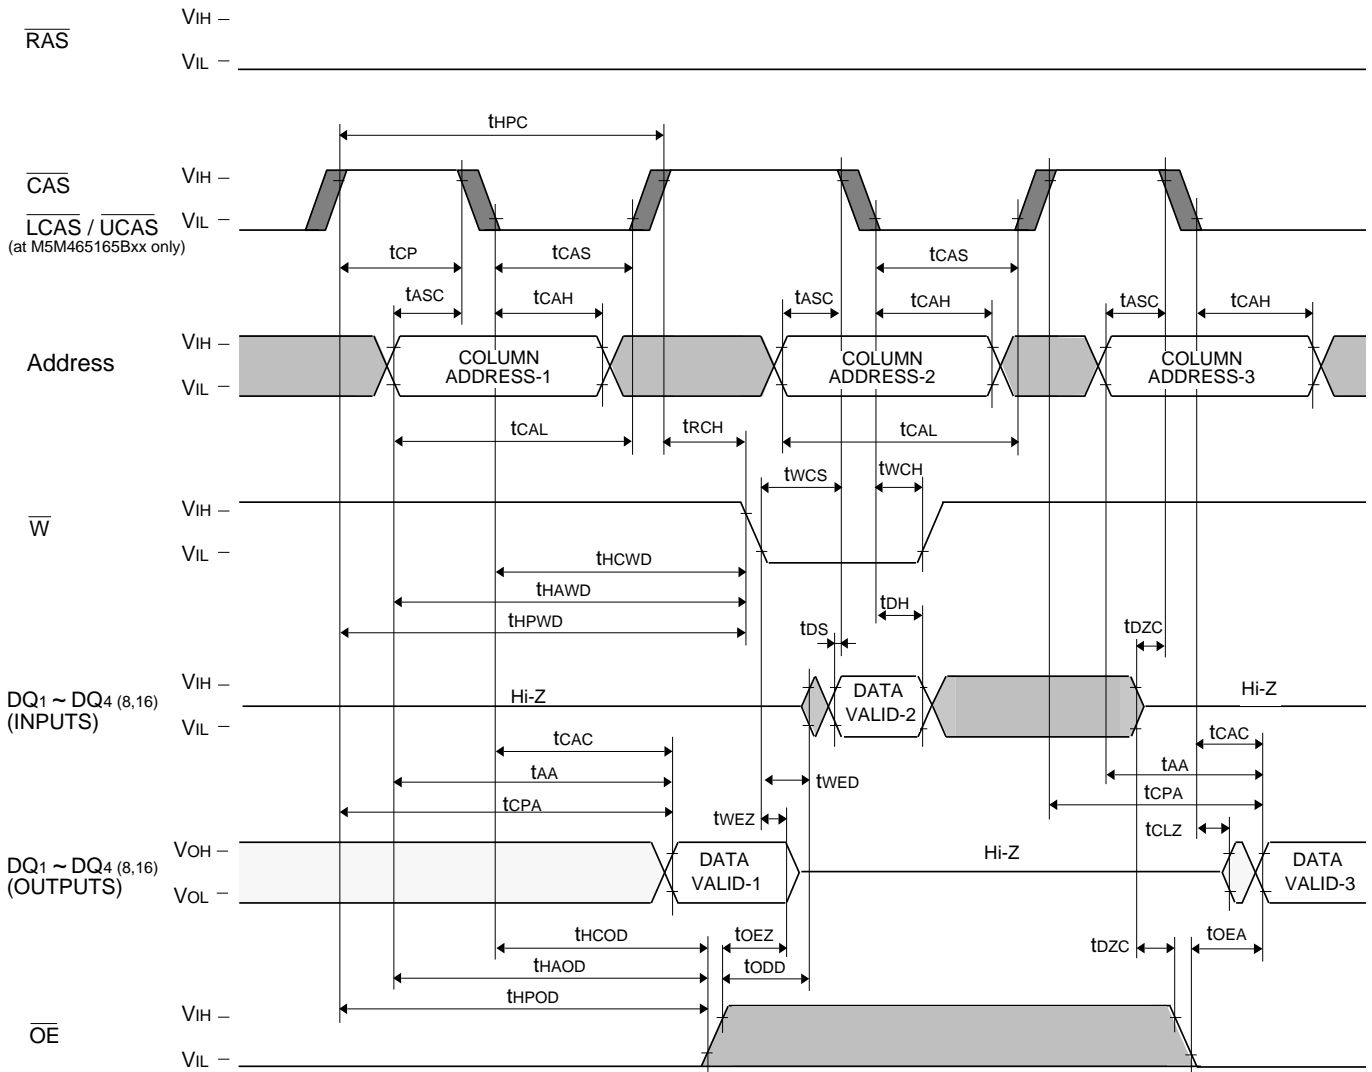 VIH
RAS
VIL
tHPC
VIH
CAS
VIL
LCAS / UCAS
(at M5M465165Bxx only)
tCP
tCAS
tCAS
tASC
tCAH
tASC
tCAH
tASC
tCAH
VIH
Address
VIL
COLUMN
ADDRESS-1
COLUMN
ADDRESS-2
COLUMN
ADDRESS-3
tCAL
tRCH
tCAL
tWCS
tWCH
VIH
W
VIL
tHCWD
tHAWD
tHPWD
tDH
tDS
tDZC
VIH
DQ1 ~ DQ4 (8,16)
(INPUTS)
VIL
Hi-Z
DATA
VALID-2
Hi-Z
tCAC
tCAC
tAA
tWED
tAA
tCPA
tCPA
tWEZ
tCLZ
VOH
DQ1 ~ DQ4 (8,16)
(OUTPUTS)
VOL
DATA
VALID-1
Hi-Z
DATA
VALID-3
tHCOD
tOEZ
tDZC
tOEA
tHAOD
tODD
tHPOD
VIH
OE
VIL